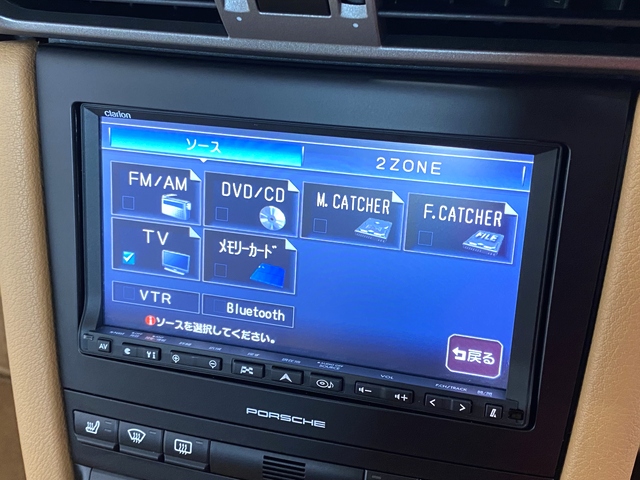 clarion
ソース
2ZONE
FM/AM
DVD/CD
M. CATCHER
F. CATCHER
TV
メモリーカード
VTR
Bluetooth
ソースを選択してください。
戻る
AV
VOL
PORSCHE